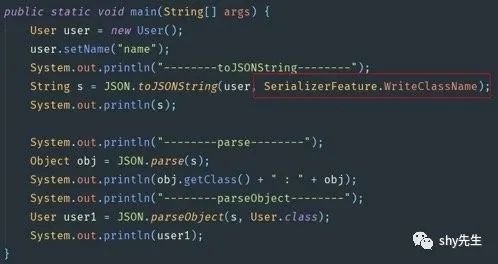 public static void main(String[] args) {
    User user = new User();
    user.setName("name");
    System.out.println("--------toJSONString--------");
    String s = JSON.toJSONString(user, SerializerFeature.WriteClassName);
    System.out.println(s);

    System.out.println("--------parse--------");
    Object obj = JSON.parse(s);
    System.out.println(obj.getClass() + " : " + obj);
    System.out.println("--------parseObject--------");
    User user1 = JSON.parseObject(s, User.class);
    System.out.println(user1);
}
shy先生